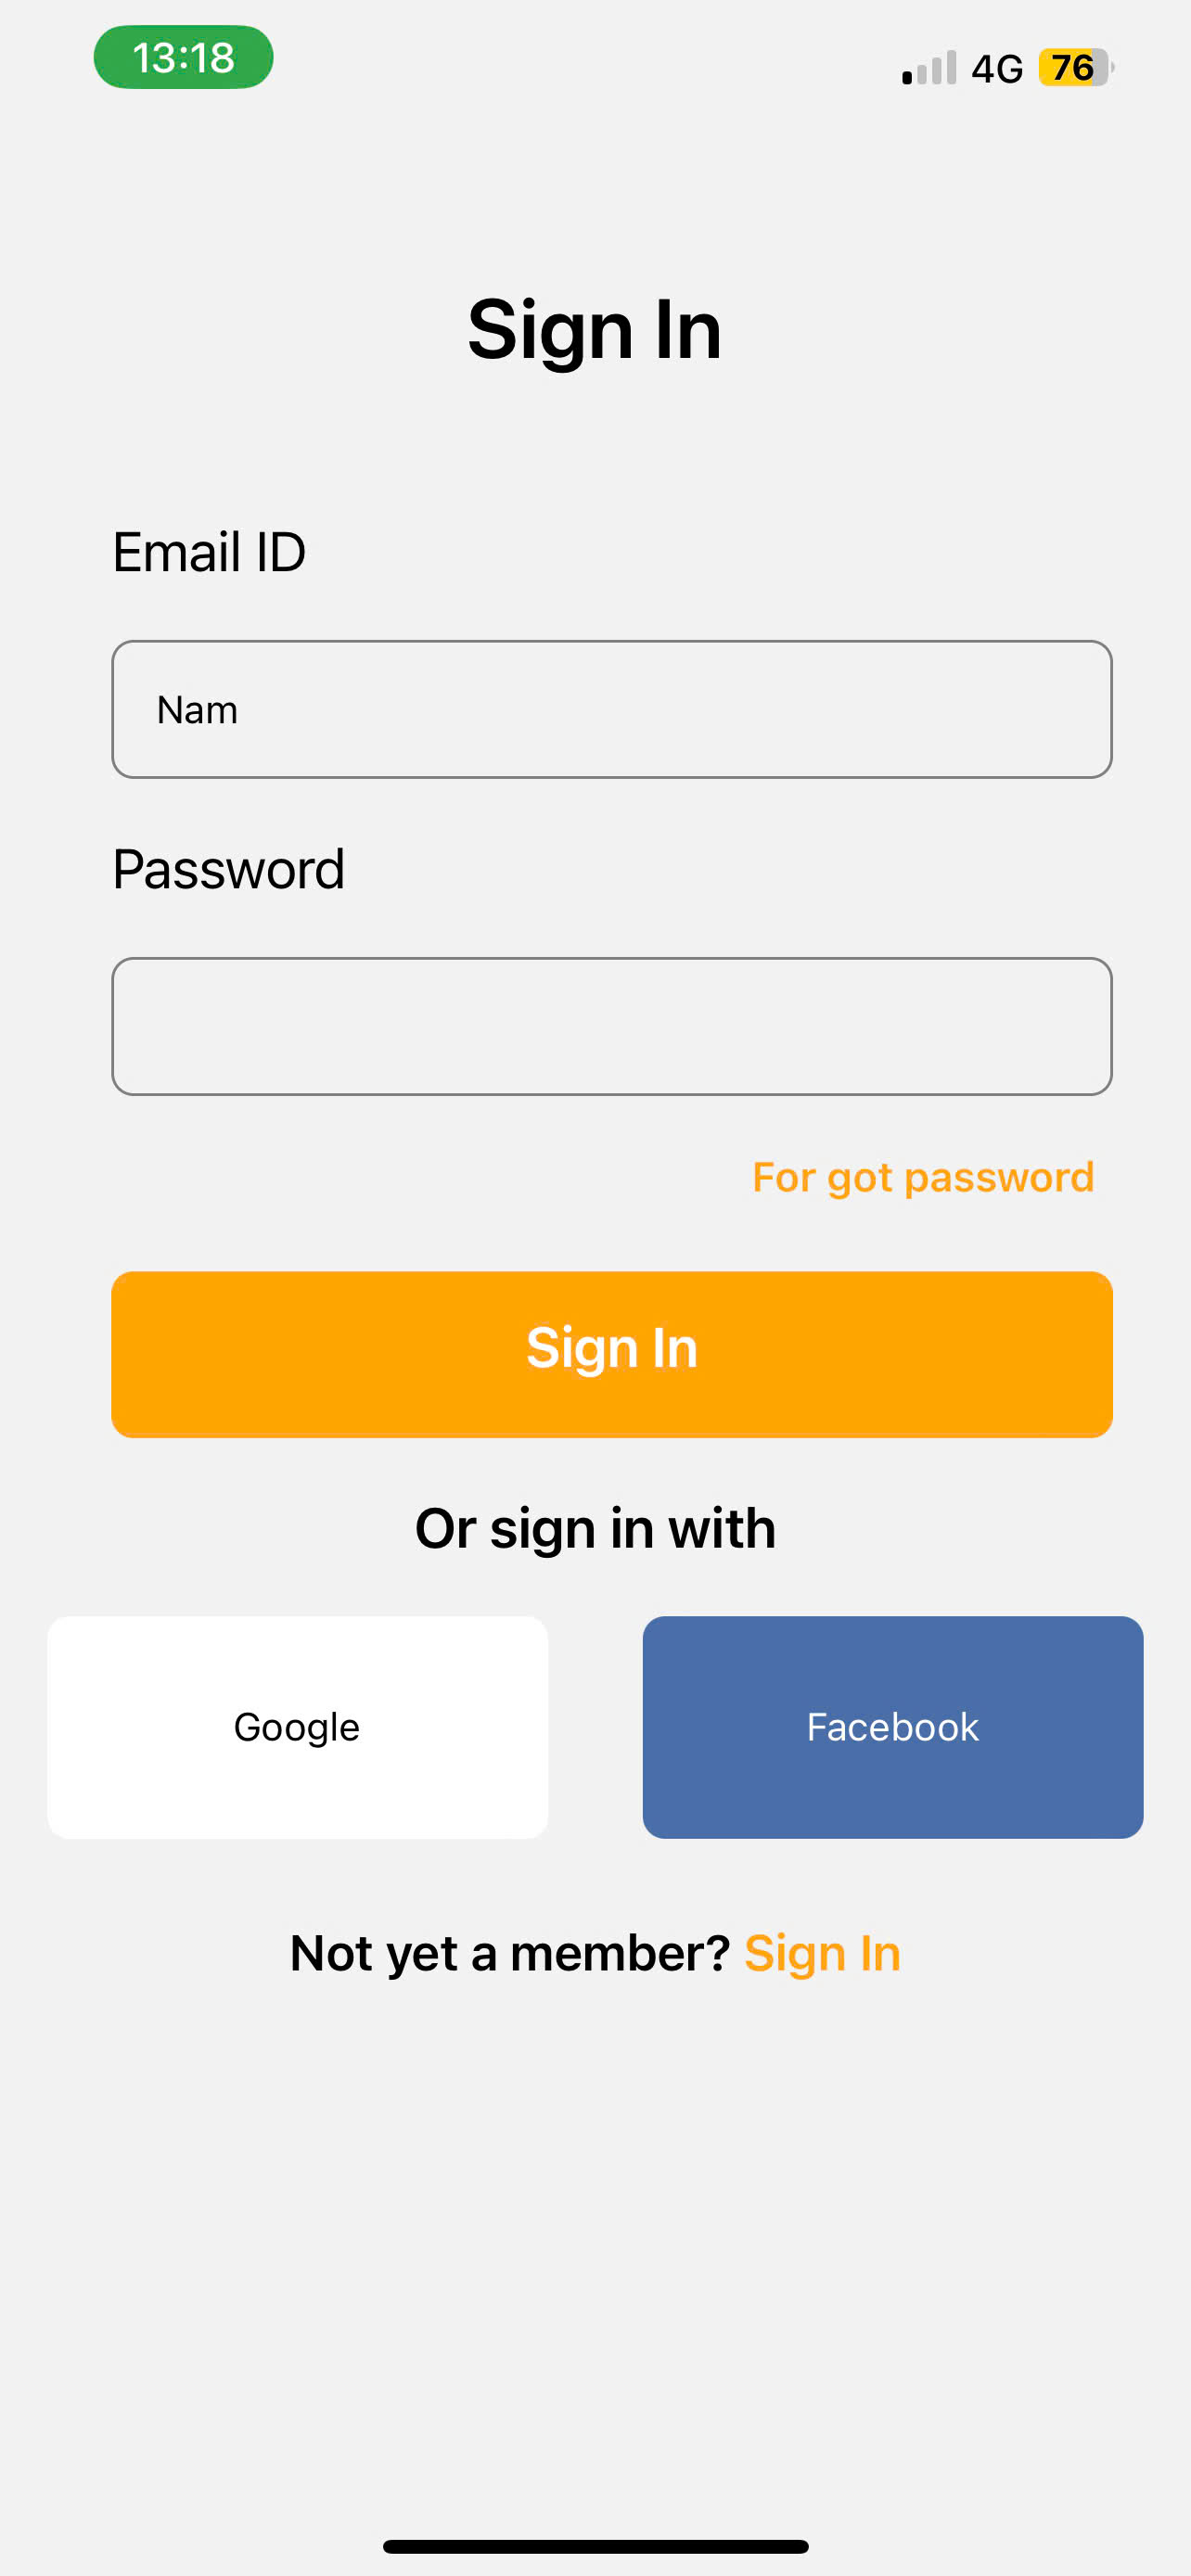 13:18
4G 76
Sign In
Email ID
Nam
Password
For got password
Sign In
Or sign in with
Google
Facebook
Not yet a member? Sign In